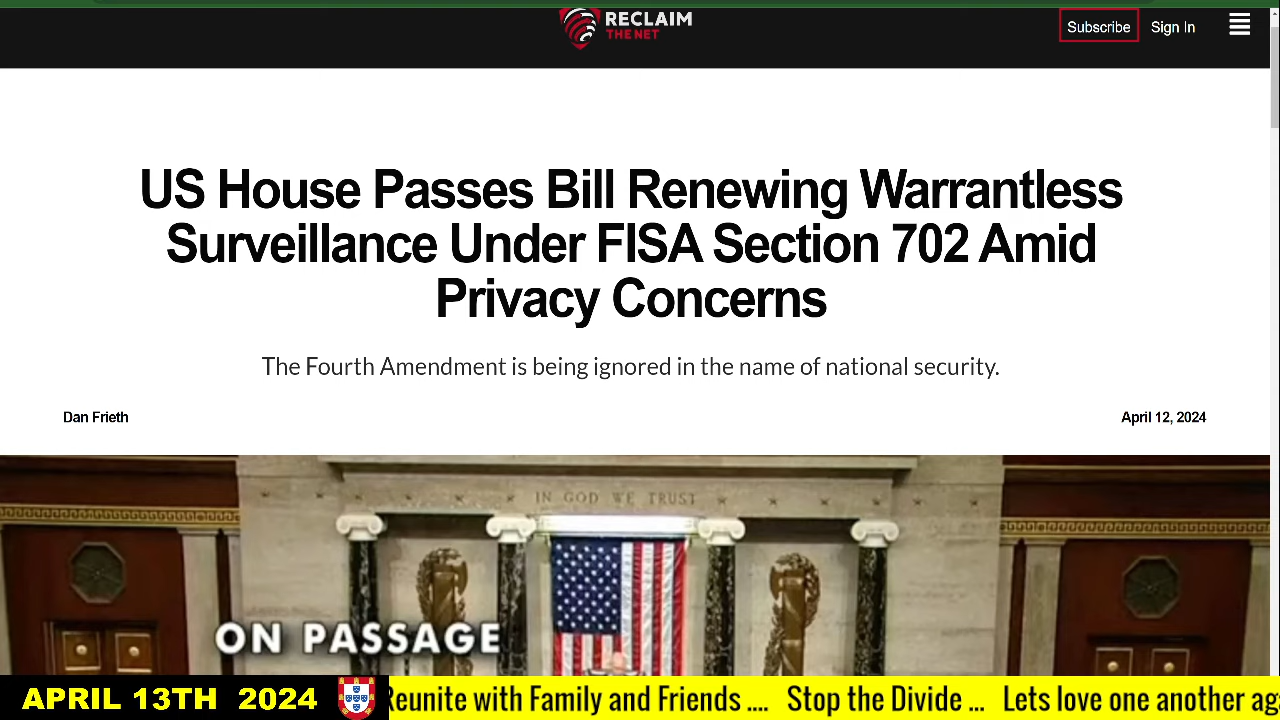 RECLAIM
THE NET
Subscribe
Sign In
US House Passes Bill Renewing Warrantless
Surveillance Under FISA Section 702 Amid
Privacy Concerns
The Fourth Amendment is being ignored in the name of national security.
Dan Frieth
April 12, 2024
IN GOD WE TRUST
ON PASSAGE
APRIL 13TH 2024
Reunite with Family and Friends .... Stop the Divide ... Lets love one another ag